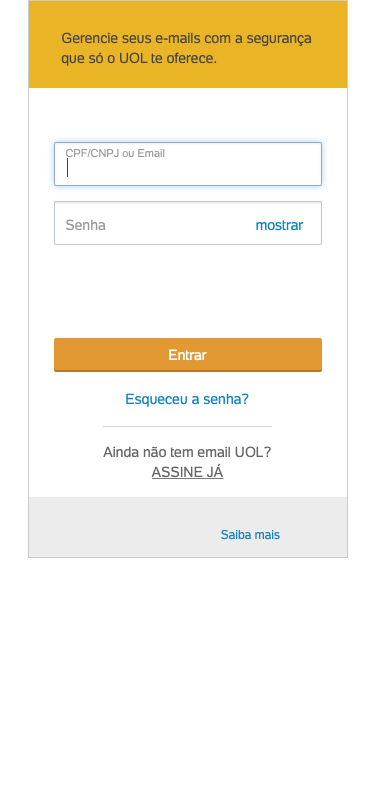 Gerencie seus e-mails com a segurança
que só o UOL te oferece.
CPF/CNPJ ou Email
Senha
mostrar
Entrar
Esqueceu a senha?
Ainda não tem email UOL?
ASSINE JÁ
Saiba mais